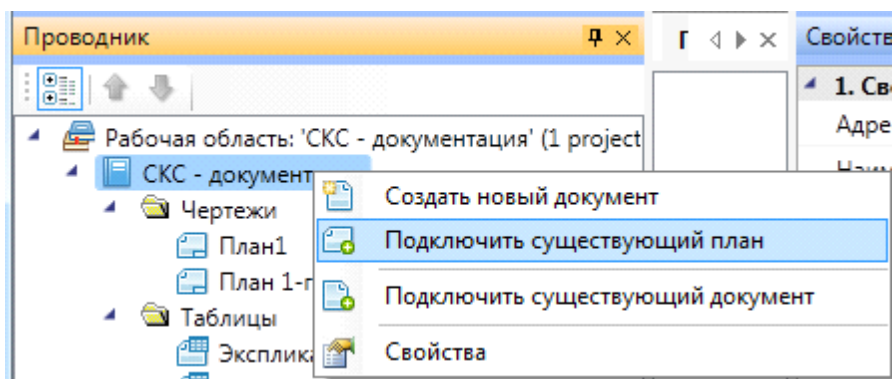 Проводник
Свойств
Рабочая область: 'СКС - документация' (1 project
1. Св
Адре
СКС - документ
Создать новый документ
Чертежи
План1
Подключить существующий план
План 1-г
Подключить существующий документ
Таблицы
Эксплик
Свойства